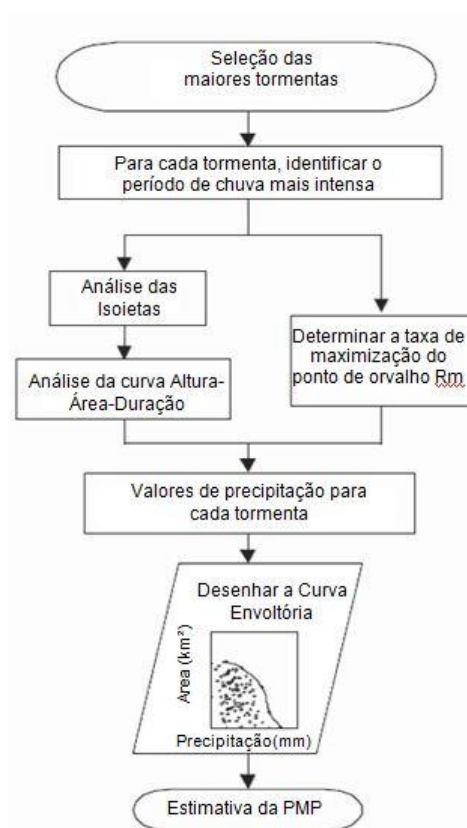 Seleção das
maiores tormentas
Para cada tormenta, identificar o
período de chuva mais intensa
Análise das
Isoietas
Análise da curva Altura-
Área-Duração
Determinar a taxa de
maximização do
ponto de orvalho Rm
Valores de precipitação para
cada tormenta
Desenhar a Curva
Envoltória
Area (km²)
Precipitação(mm)
Estimativa da PMP